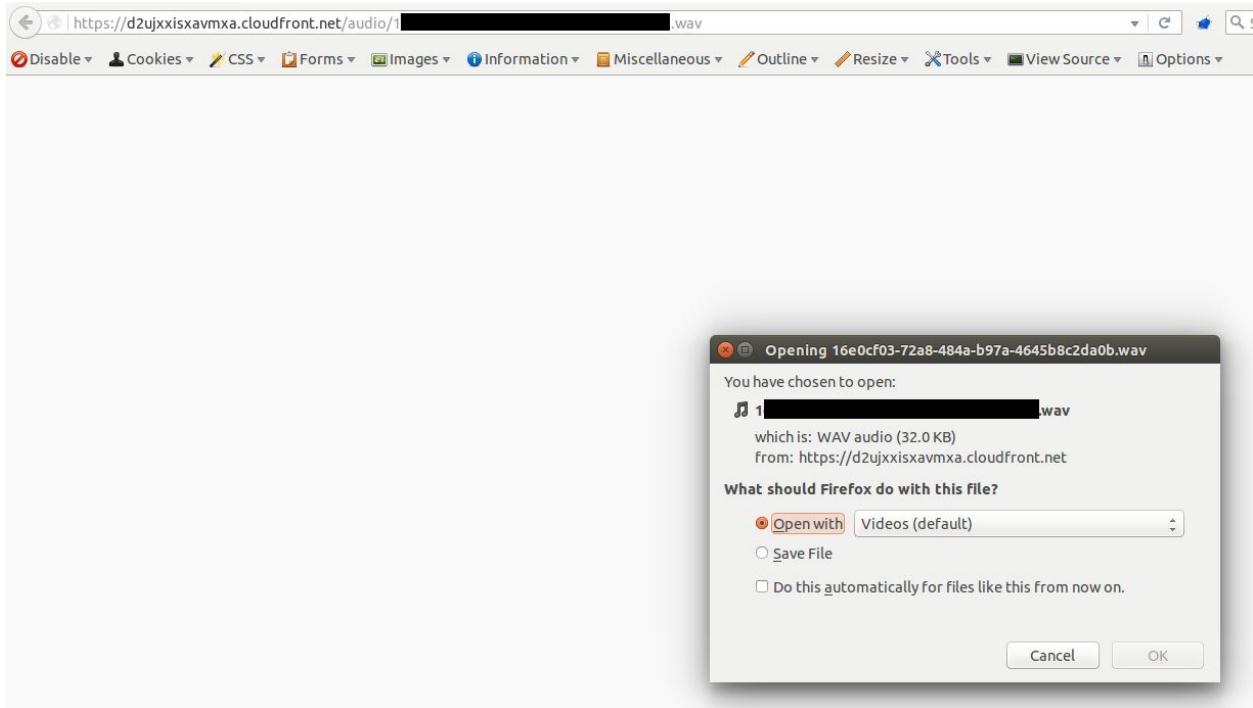 https://d2ujxxisxavmxa.cloudfront.net/audio/1 .wav
Disable Cookies CSS Forms Images Information Miscellaneous Outline Resize Tools View Source Options
Opening 16e0cf03-72a8-484a-b97a-4645b8c2da0b.wav
You have chosen to open:
1 .wav
which is: WAV audio (32.0 KB)
from: https://d2ujxxisxavmxa.cloudfront.net
What should Firefox do with this file?
Open with Videos (default)
Save File
Do this automatically for files like this from now on.
Cancel OK